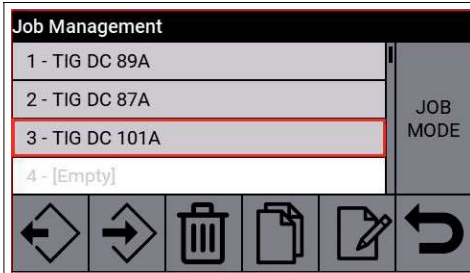 Job Management
1 - TIG DC 89A
2 - TIG DC 87A
3 - TIG DC 101A
4 - [Empty]
JOB
MODE